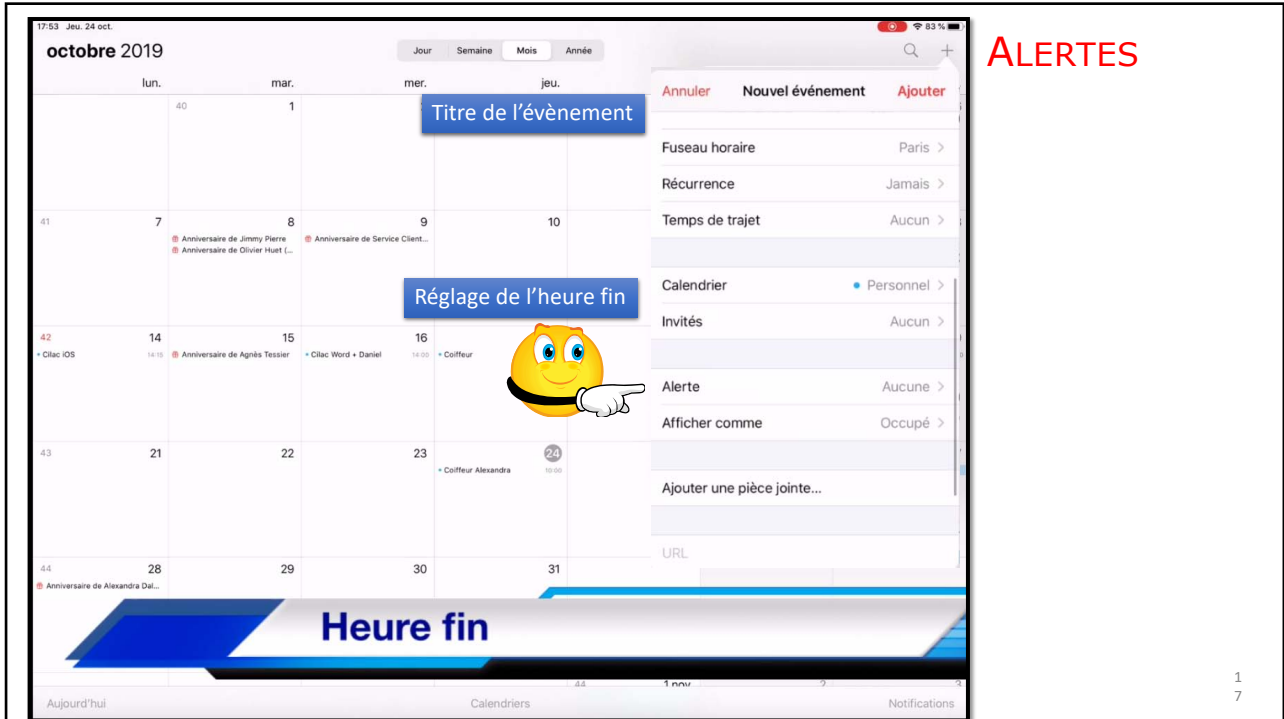 17:53 Jeu. 24 oct.
83 %
octobre 2019
Jour Semaine Mois Année
ALERTES
lun. mar. mer. jeu.
Annuler Nouvel événement Ajouter
40 1
Titre de l'évènement
Fuseau horaire Paris >
Récurrence Jamais >
Temps de trajet Aucun >
41 7 8 9 10
Anniversaire de Jimmy Pierre
Anniversaire de Service Client...
Anniversaire de Olivier Huet (...
Calendrier • Personnel >
Réglage de l'heure fin
Invités Aucun >
42 14 15 16
• Cilac iOS 14:15
Anniversaire de Agnès Tessier
• Cilac Word + Daniel 14:00
• Coiffeur
Alerte Aucune >
Afficher comme Occupé >
43 21 22 23 24
• Coiffeur Alexandra 10:00
Ajouter une pièce jointe...
URL
44 28 29 30 31
Anniversaire de Alexandra Dal...
Heure fin
44 1 nov. 2 3
Aujourd'hui Calendriers Notifications
1
7